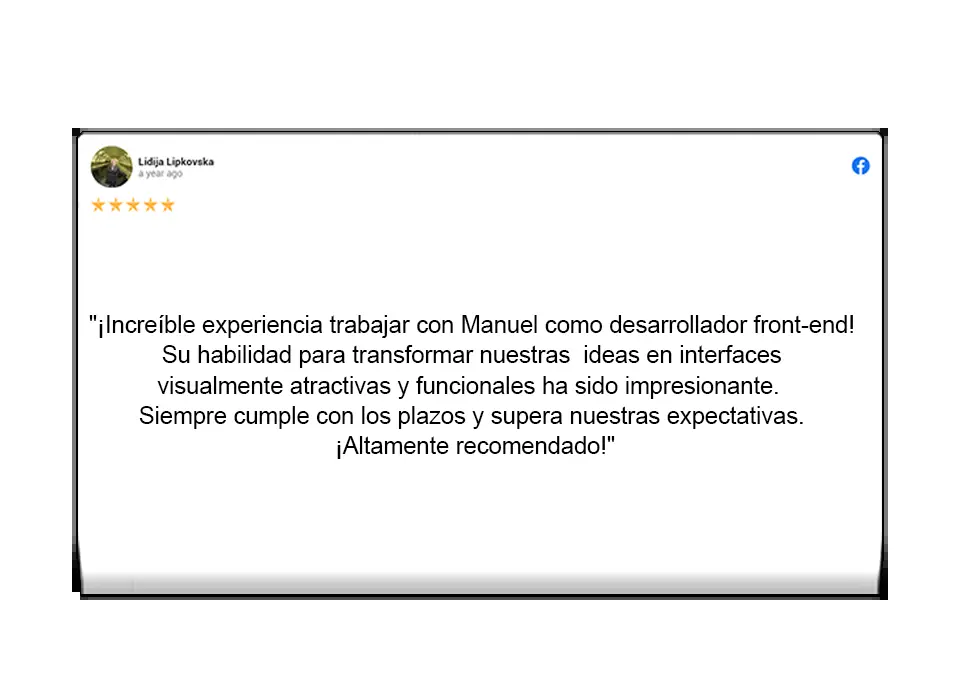 Lidija Lipkovska
a year ago
"¡Increíble experiencia trabajar con Manuel como desarrollador front-end!
Su habilidad para transformar nuestras  ideas en interfaces
visualmente atractivas y funcionales ha sido impresionante.
Siempre cumple con los plazos y supera nuestras expectativas.
¡Altamente recomendado!"